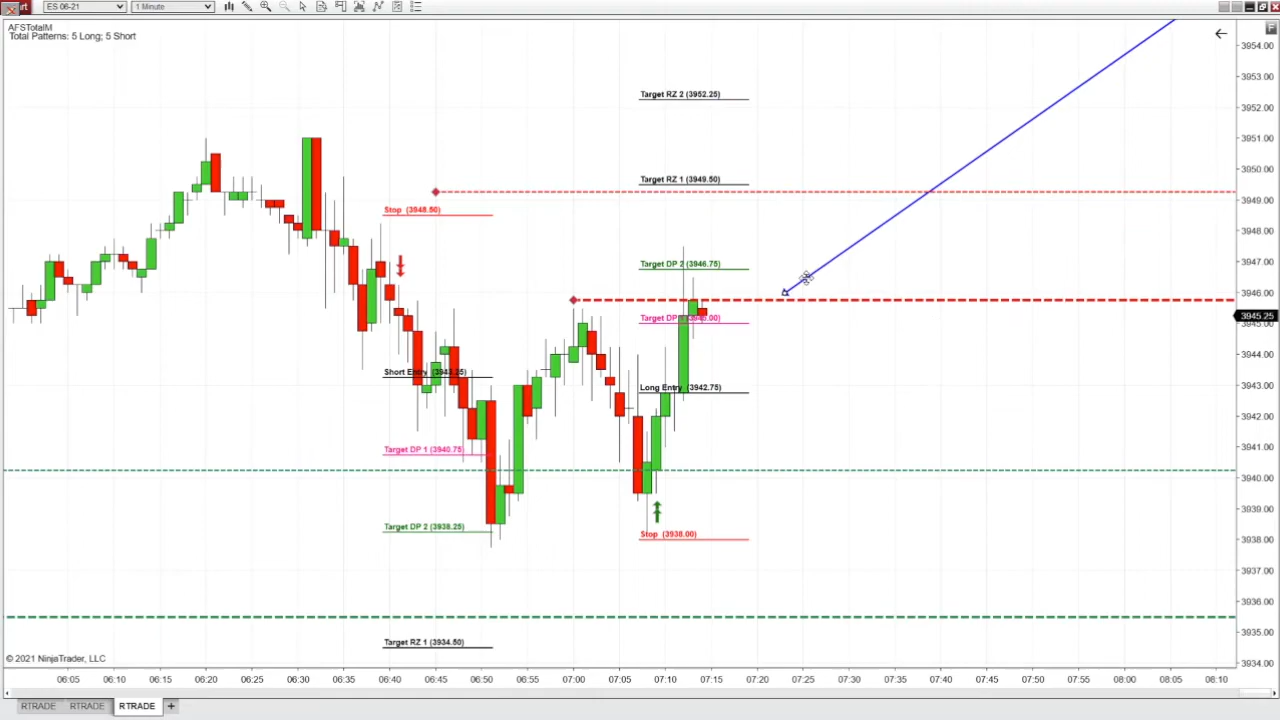 ES 06-21
1 Minute
AFSTotalM
Total Patterns: 5 Long; 5 Short
F
Target RZ 2 (3952.25)
Target RZ 1 (3949.50)
Stop (3948.50)
Target DP 2 (3946.75)
Short Entry (3943.25)
Long Entry (3942.75)
Target DP 1 (3940.75)
Target DP 2 (3938.25)
Stop (3938.00)
Target RZ 1 (3934.50)
3954.00
3953.00
3952.00
3951.00
3950.00
3949.00
3948.00
3947.00
3946.00
3945.25
3945.00
3944.00
3943.00
3942.00
3941.00
3940.00
3939.00
3938.00
3937.00
3936.00
3935.00
3934.00
© 2021 NinjaTrader, LLC
06:05 06:10 06:15 06:20 06:25 06:30 06:35 06:40 06:45 06:50 06:55 07:00 07:05 07:10 07:15 07:20 07:25 07:30 07:35 07:40 07:45 07:50 07:55 08:00 08:05 08:10
RTRADE RTRADE RTRADE +